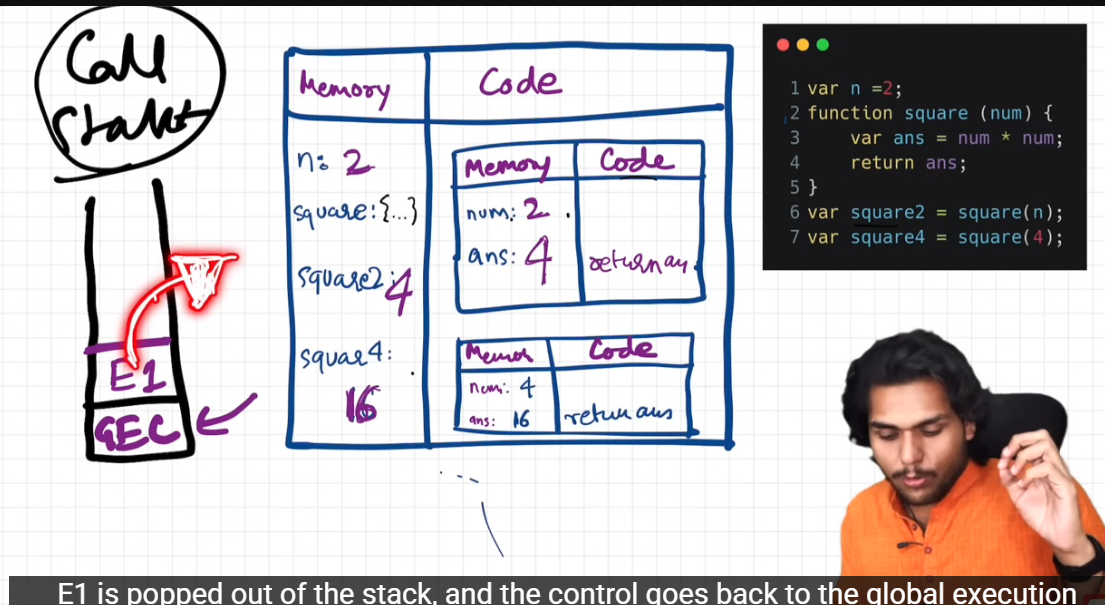 Call
Stack
E1
GEC
Memory
Code
n: 2
square: {...}
square2: 4
squar4:
16
Memory
Code
num: 2
ans: 4
return an
Code
num: 4
ans: 16
return ans
1 var n =2;
2 function square (num) {
3 var ans = num * num;
4 return ans;
5 }
6 var square2 = square(n);
7 var square4 = square(4);
E1 is popped out of the stack, and the control goes back to the global execution